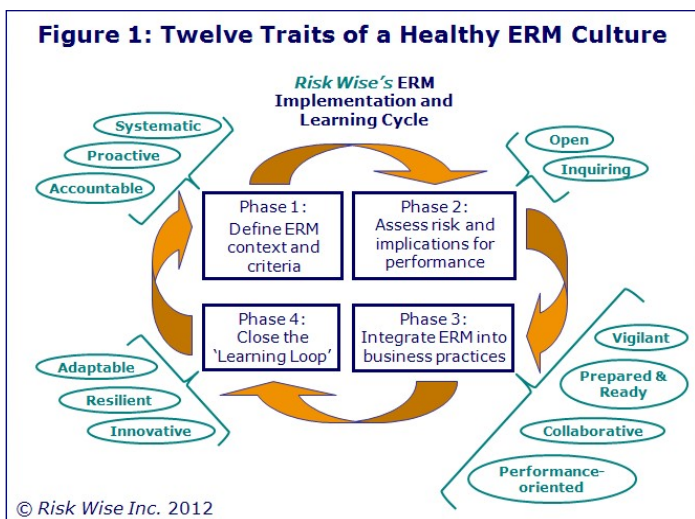 Figure 1: Twelve Traits of a Healthy ERM Culture
Risk Wise's ERM
Implementation and
Learning Cycle
Systematic
Proactive
Accountable
Open
Inquiring
Phase 1:
Define ERM
context and
criteria
Phase 2:
Assess risk and
implications for
performance
Phase 4:
Close the
'Learning Loop'
Phase 3:
Integrate ERM into
business practices
Adaptable
Resilient
Innovative
Vigilant
Prepared &
Ready
Collaborative
Performance-
oriented
© Risk Wise Inc. 2012